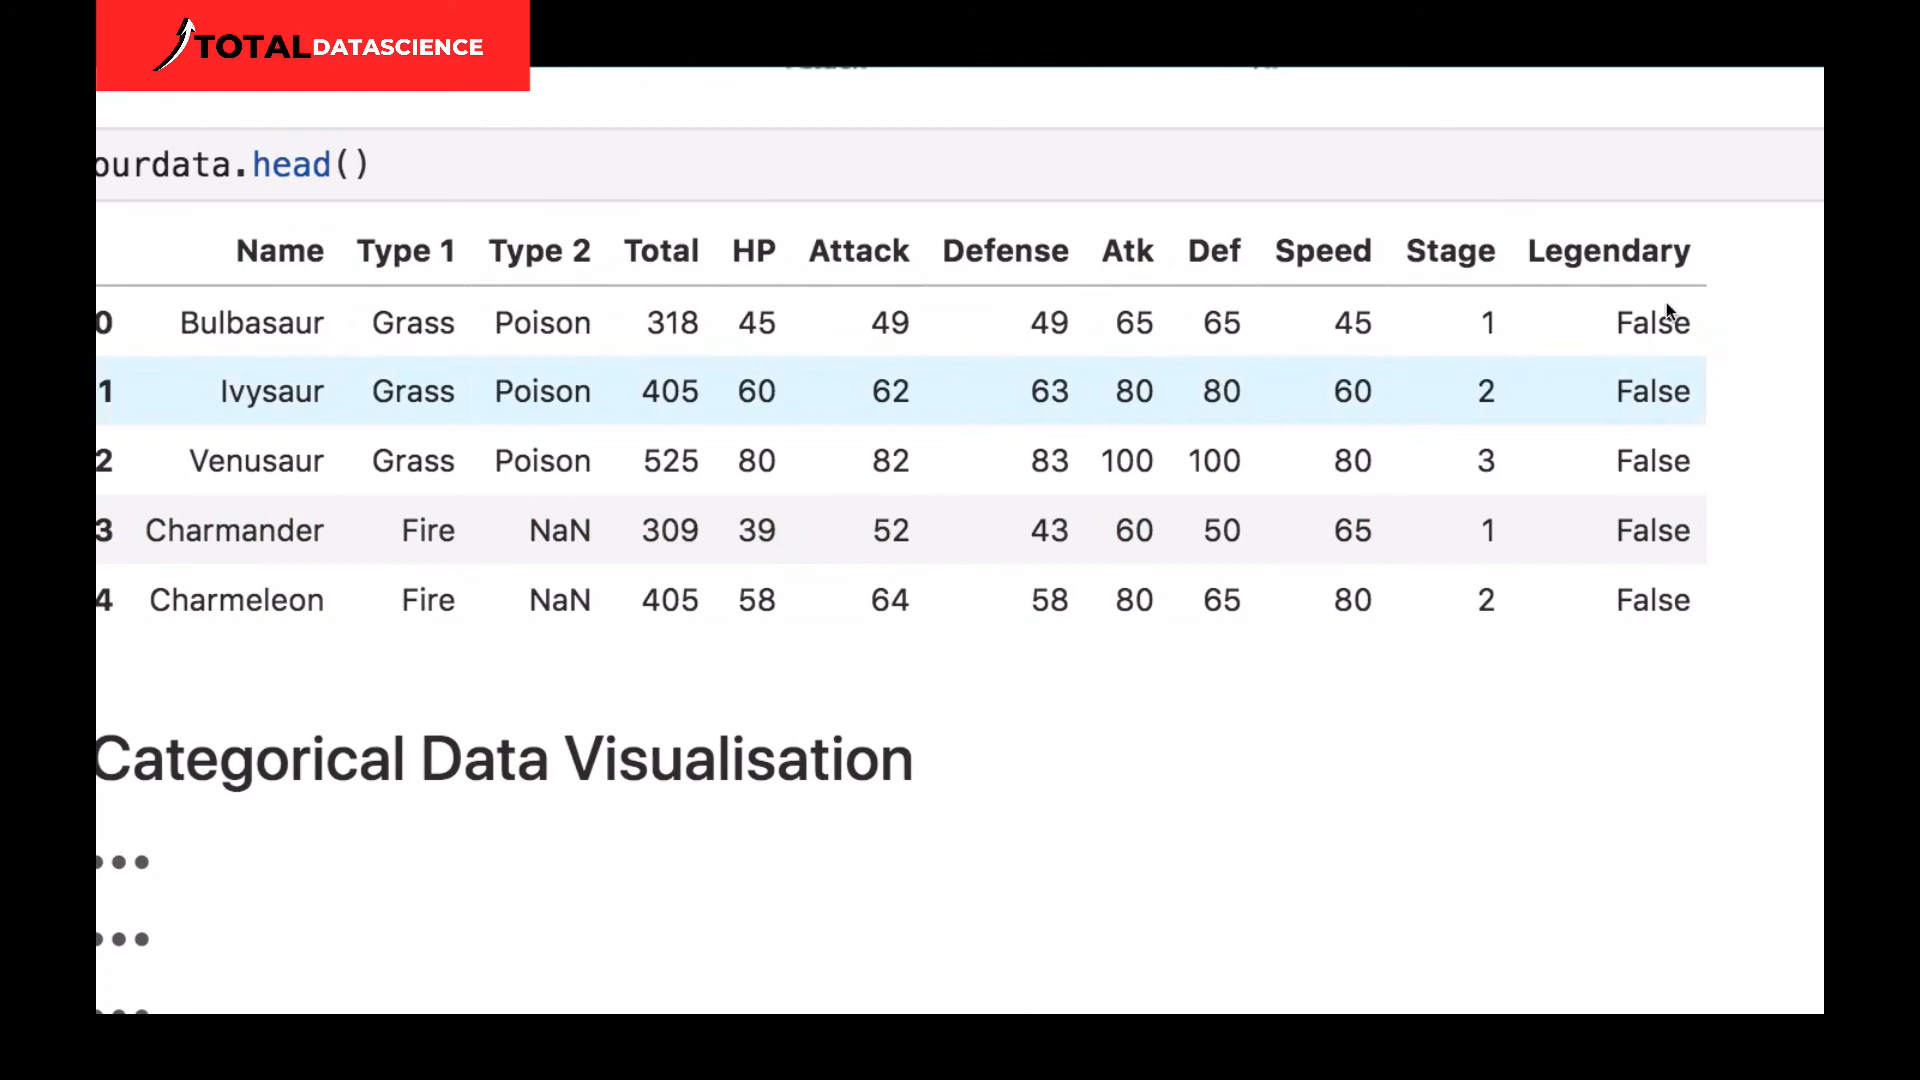 TOTALDATASCIENCE
ourdata.head()
Name Type 1 Type 2 Total HP Attack Defense Atk Def Speed Stage Legendary
0 Bulbasaur Grass Poison 318 45 49 49 65 65 45 1 False
1 Ivysaur Grass Poison 405 60 62 63 80 80 60 2 False
2 Venusaur Grass Poison 525 80 82 83 100 100 80 3 False
3 Charmander Fire NaN 309 39 52 43 60 50 65 1 False
4 Charmeleon Fire NaN 405 58 64 58 80 65 80 2 False
Categorical Data Visualisation